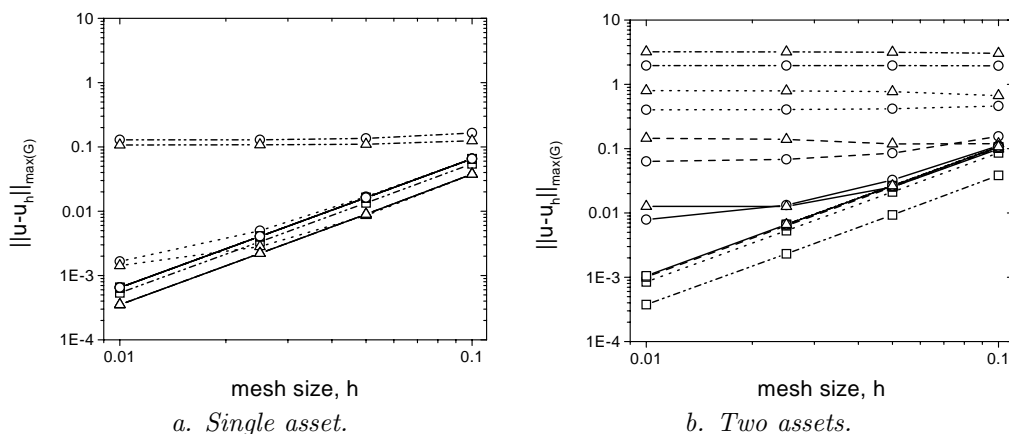 10
1
0.1
0.01
1E-3
1E-4
||u-u_h||_max(G)
0.01
0.1
mesh size, h
a. Single asset.
10
1
0.1
0.01
1E-3
1E-4
||u-u_h||_max(G)
0.01
0.1
mesh size, h
b. Two assets.